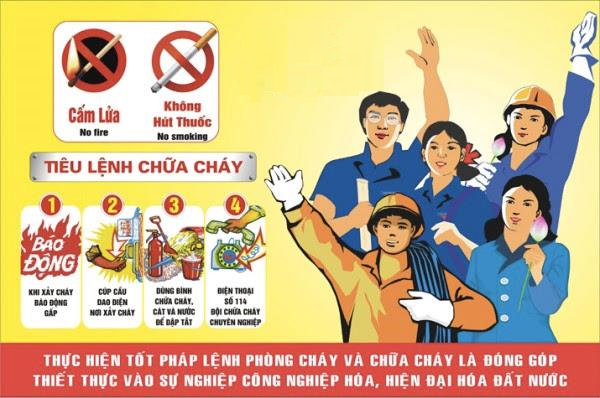 Cấm Lửa
No fire
Không
Hút Thuốc
No smoking
TIÊU LỆNH CHỮA CHÁY
1
BÁO
ĐỘNG
KHI XẢY CHÁY
BÁO ĐỘNG
GẤP
2
CÚP CẦU
DAO ĐIỆN
NƠI XẢY CHÁY
3
DÙNG BÌNH
CHỮA CHÁY,
CÁT VÀ NƯỚC
ĐỂ DẬP TẮT
4
ĐIỆN THOẠI
SỐ 114
ĐỘI CHỮA CHÁY
CHUYÊN NGHIỆP
THỰC HIỆN TỐT PHÁP LỆNH PHÒNG CHÁY VÀ CHỮA CHÁY LÀ ĐÓNG GÓP
THIẾT THỰC VÀO SỰ NGHIỆP CÔNG NGHIỆP HÓA, HIỆN ĐẠI HÓA ĐẤT NƯỚC